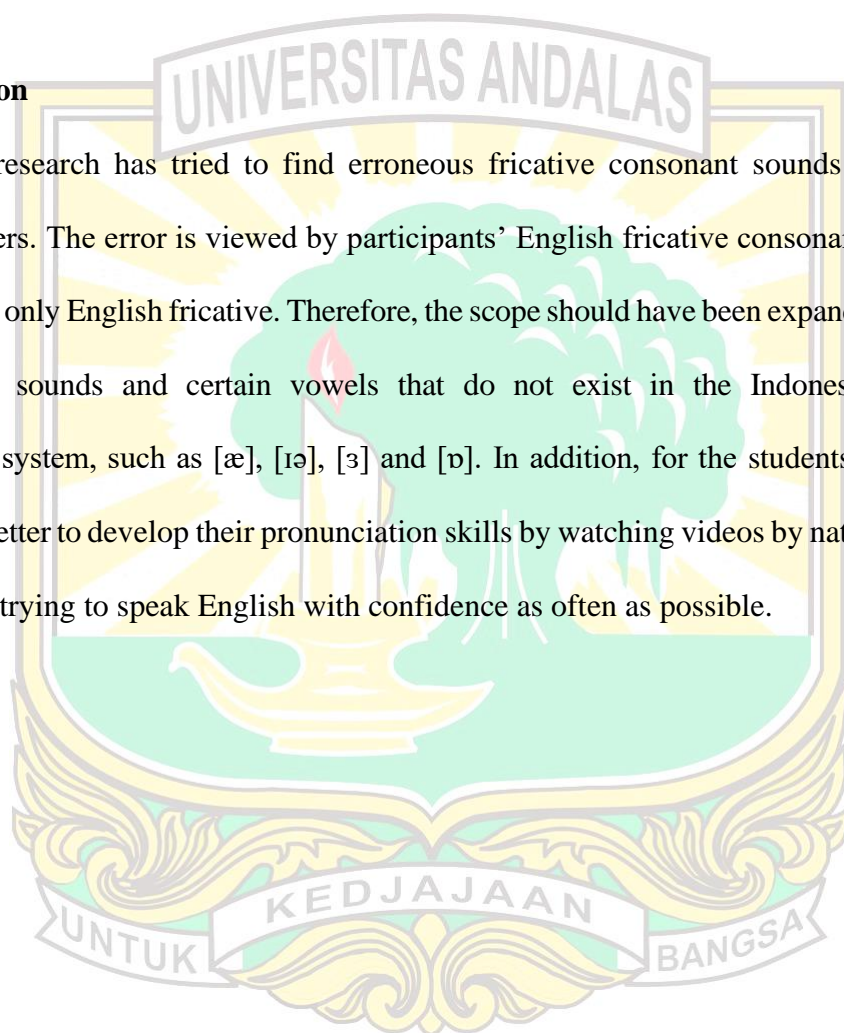 UNIVERSITAS ANDALAS
on
research has tried to find erroneous fricative consonant sounds
ers. The error is viewed by participants’ English fricative consonan
only English fricative. Therefore, the scope should have been expand
sounds and certain vowels that do not exist in the Indones
system, such as [æ], [ɪə], [ɜ] and [ɒ]. In addition, for the students
etter to develop their pronunciation skills by watching videos by nat
trying to speak English with confidence as often as possible.
UNTUK KEDJAJAAN BANGSA